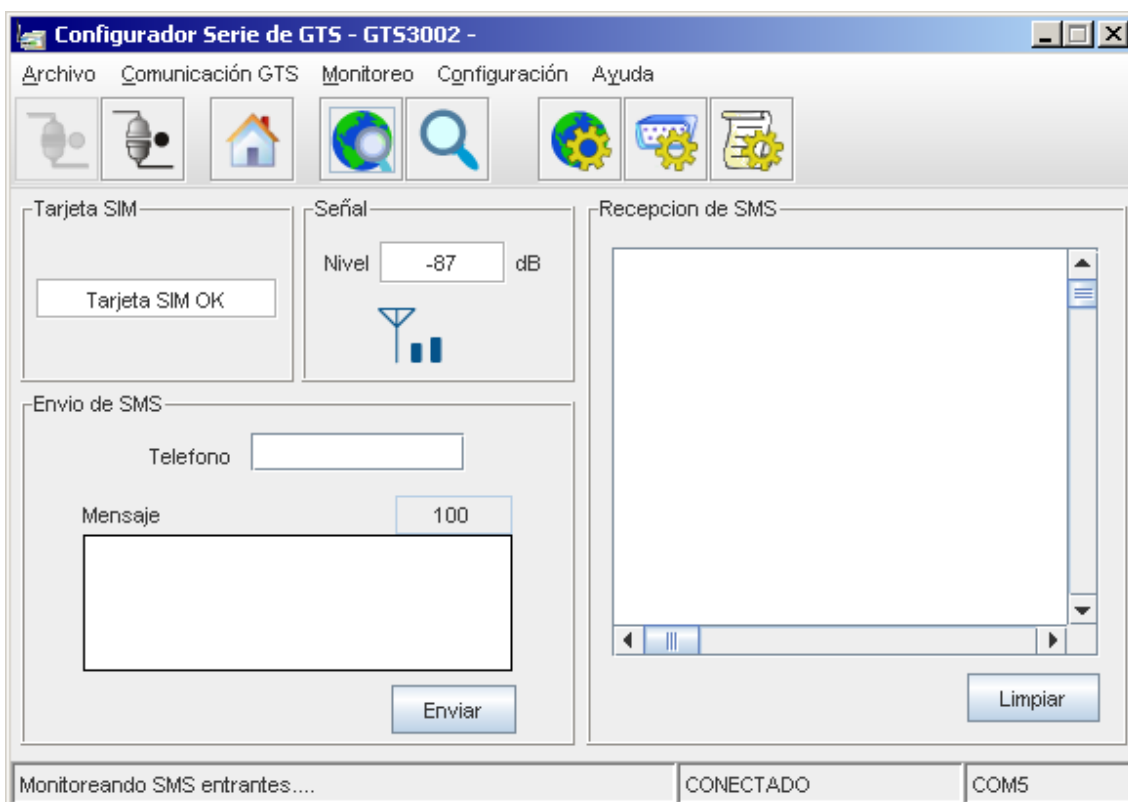 Configurador Serie de GTS - GTS3002 -
Archivo Comunicación GTS Monitoreo Configuración Ayuda
Tarjeta SIM
Tarjeta SIM OK
Señal
Nivel -87 dB
Envio de SMS
Telefono
Mensaje 100
Enviar
Recepcion de SMS
Limpiar
Monitoreando SMS entrantes.... CONECTADO COM5